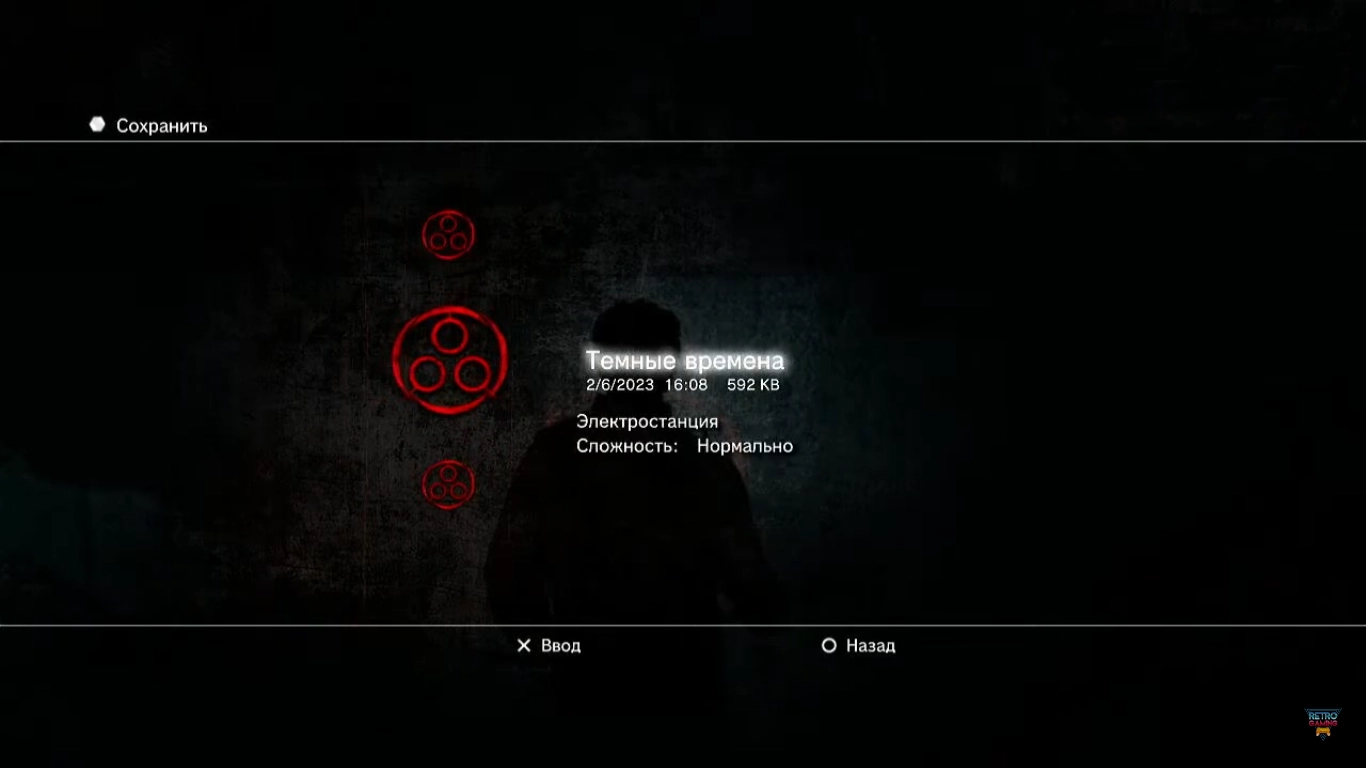 Сохранить
Темные времена
2/6/2023 16:08 592 KB
Электростанция
Сложность: Нормально
Ввод
Назад
RETRO
GAMING